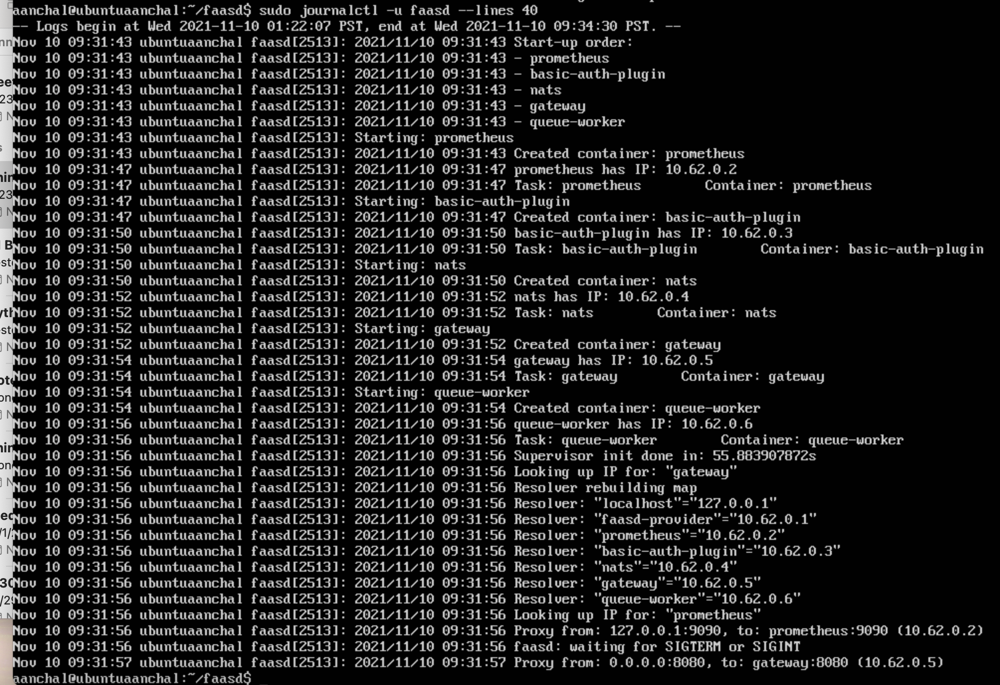 aanchal@ubuntuaanchal:~/faasd$ sudo journalctl -u faasd --lines 40
-- Logs begin at Wed 2021-11-10 01:22:07 PST, end at Wed 2021-11-10 09:34:30 PST. --
Nov 10 09:31:43 ubuntuaanchal faasd[2513]: 2021/11/10 09:31:43 Start-up order:
Nov 10 09:31:43 ubuntuaanchal faasd[2513]: 2021/11/10 09:31:43 - prometheus
Nov 10 09:31:43 ubuntuaanchal faasd[2513]: 2021/11/10 09:31:43 - basic-auth-plugin
Nov 10 09:31:43 ubuntuaanchal faasd[2513]: 2021/11/10 09:31:43 - nats
Nov 10 09:31:43 ubuntuaanchal faasd[2513]: 2021/11/10 09:31:43 - gateway
Nov 10 09:31:43 ubuntuaanchal faasd[2513]: 2021/11/10 09:31:43 - queue-worker
Nov 10 09:31:43 ubuntuaanchal faasd[2513]: Starting: prometheus
Nov 10 09:31:43 ubuntuaanchal faasd[2513]: 2021/11/10 09:31:43 Created container: prometheus
Nov 10 09:31:47 ubuntuaanchal faasd[2513]: 2021/11/10 09:31:47 prometheus has IP: 10.62.0.2
Nov 10 09:31:47 ubuntuaanchal faasd[2513]: 2021/11/10 09:31:47 Task: prometheus        Container: prometheus
Nov 10 09:31:47 ubuntuaanchal faasd[2513]: Starting: basic-auth-plugin
Nov 10 09:31:47 ubuntuaanchal faasd[2513]: 2021/11/10 09:31:47 Created container: basic-auth-plugin
Nov 10 09:31:50 ubuntuaanchal faasd[2513]: 2021/11/10 09:31:50 basic-auth-plugin has IP: 10.62.0.3
Nov 10 09:31:50 ubuntuaanchal faasd[2513]: 2021/11/10 09:31:50 Task: basic-auth-plugin        Container: basic-auth-plugin
Nov 10 09:31:50 ubuntuaanchal faasd[2513]: Starting: nats
Nov 10 09:31:50 ubuntuaanchal faasd[2513]: 2021/11/10 09:31:50 Created container: nats
Nov 10 09:31:52 ubuntuaanchal faasd[2513]: 2021/11/10 09:31:52 nats has IP: 10.62.0.4
Nov 10 09:31:52 ubuntuaanchal faasd[2513]: 2021/11/10 09:31:52 Task: nats        Container: nats
Nov 10 09:31:52 ubuntuaanchal faasd[2513]: Starting: gateway
Nov 10 09:31:52 ubuntuaanchal faasd[2513]: 2021/11/10 09:31:52 Created container: gateway
Nov 10 09:31:54 ubuntuaanchal faasd[2513]: 2021/11/10 09:31:54 gateway has IP: 10.62.0.5
Nov 10 09:31:54 ubuntuaanchal faasd[2513]: 2021/11/10 09:31:54 Task: gateway        Container: gateway
Nov 10 09:31:54 ubuntuaanchal faasd[2513]: Starting: queue-worker
Nov 10 09:31:54 ubuntuaanchal faasd[2513]: 2021/11/10 09:31:54 Created container: queue-worker
Nov 10 09:31:56 ubuntuaanchal faasd[2513]: 2021/11/10 09:31:56 queue-worker has IP: 10.62.0.6
Nov 10 09:31:56 ubuntuaanchal faasd[2513]: 2021/11/10 09:31:56 Task: queue-worker        Container: queue-worker
Nov 10 09:31:56 ubuntuaanchal faasd[2513]: 2021/11/10 09:31:56 Supervisor init done in: 55.883907872s
Nov 10 09:31:56 ubuntuaanchal faasd[2513]: 2021/11/10 09:31:56 Looking up IP for: "gateway"
Nov 10 09:31:56 ubuntuaanchal faasd[2513]: 2021/11/10 09:31:56 Resolver rebuilding map
Nov 10 09:31:56 ubuntuaanchal faasd[2513]: 2021/11/10 09:31:56 Resolver: "localhost"="127.0.0.1"
Nov 10 09:31:56 ubuntuaanchal faasd[2513]: 2021/11/10 09:31:56 Resolver: "faasd-provider"="10.62.0.1"
Nov 10 09:31:56 ubuntuaanchal faasd[2513]: 2021/11/10 09:31:56 Resolver: "prometheus"="10.62.0.2"
Nov 10 09:31:56 ubuntuaanchal faasd[2513]: 2021/11/10 09:31:56 Resolver: "basic-auth-plugin"="10.62.0.3"
Nov 10 09:31:56 ubuntuaanchal faasd[2513]: 2021/11/10 09:31:56 Resolver: "nats"="10.62.0.4"
Nov 10 09:31:56 ubuntuaanchal faasd[2513]: 2021/11/10 09:31:56 Resolver: "gateway"="10.62.0.5"
Nov 10 09:31:56 ubuntuaanchal faasd[2513]: 2021/11/10 09:31:56 Resolver: "queue-worker"="10.62.0.6"
Nov 10 09:31:56 ubuntuaanchal faasd[2513]: 2021/11/10 09:31:56 Looking up IP for: "prometheus"
Nov 10 09:31:56 ubuntuaanchal faasd[2513]: 2021/11/10 09:31:56 Proxy from: 127.0.0.1:9090, to: prometheus:9090 (10.62.0.2)
Nov 10 09:31:56 ubuntuaanchal faasd[2513]: 2021/11/10 09:31:56 faasd: waiting for SIGTERM or SIGINT
Nov 10 09:31:57 ubuntuaanchal faasd[2513]: 2021/11/10 09:31:57 Proxy from: 0.0.0.0:8080, to: gateway:8080 (10.62.0.5)
aanchal@ubuntuaanchal:~/faasd$